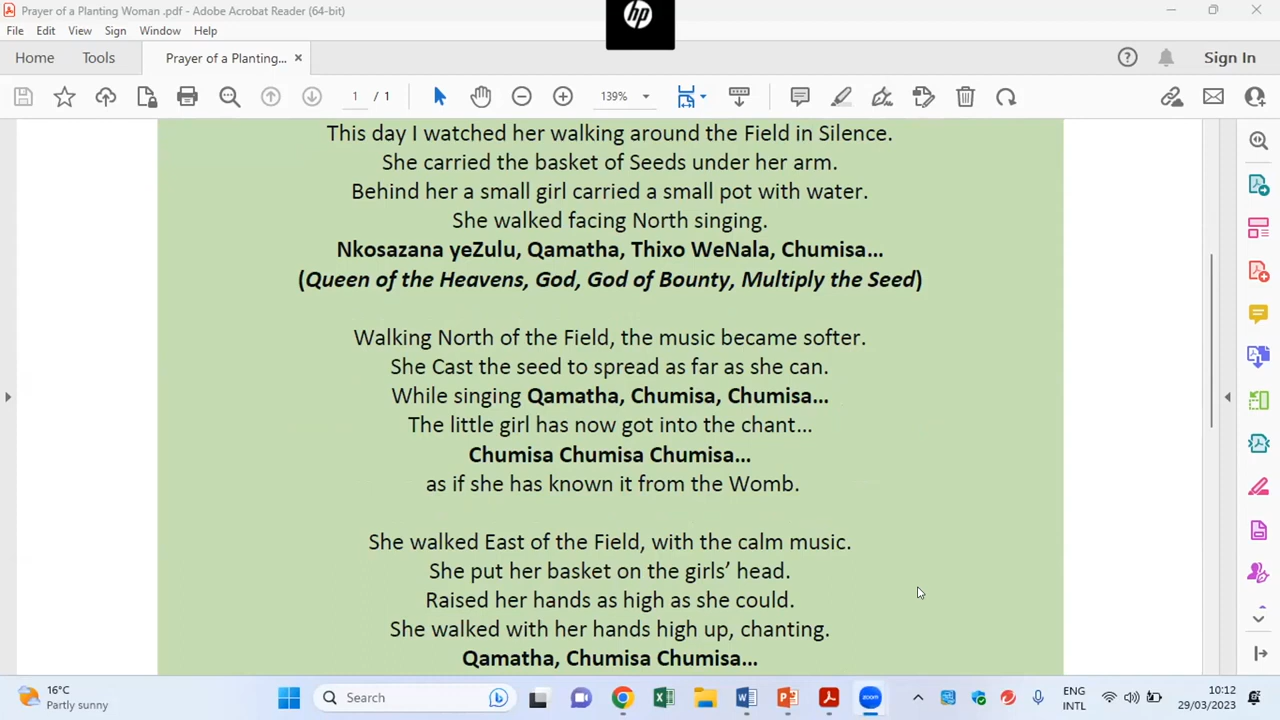 Prayer of a Planting Woman .pdf - Adobe Acrobat Reader (64-bit)
hp
File Edit View Sign Window Help
Home Tools Prayer of a Planting... × Sign In
1 / 1 139%
This day I watched her walking around the Field in Silence.
She carried the basket of Seeds under her arm.
Behind her a small girl carried a small pot with water.
She walked facing North singing.
Nkosazana yeZulu, Qamatha, Thixo WeNala, Chumisa...
(Queen of the Heavens, God, God of Bounty, Multiply the Seed)
Walking North of the Field, the music became softer.
She Cast the seed to spread as far as she can.
While singing Qamatha, Chumisa, Chumisa...
The little girl has now got into the chant...
Chumisa Chumisa Chumisa...
as if she has known it from the Womb.
She walked East of the Field, with the calm music.
She put her basket on the girls’ head.
Raised her hands as high as she could.
She walked with her hands high up, chanting.
Qamatha, Chumisa Chumisa...
16°C
Partly sunny
Search
zoom
ENG
INTL
10:12
29/03/2023